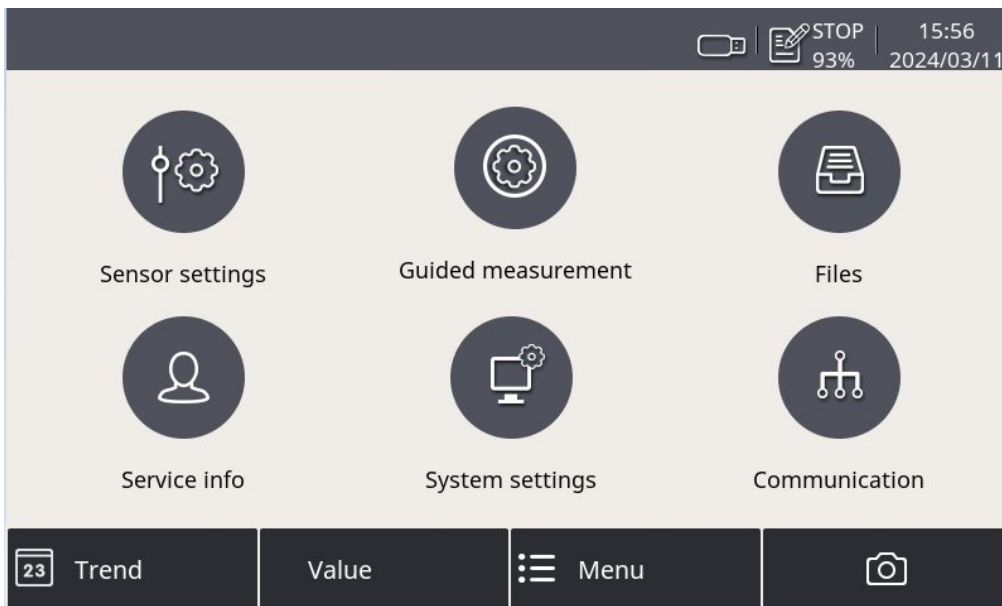 STOP
93%
15:56
2024/03/11
Sensor settings
Guided measurement
Files
Service info
System settings
Communication
23 Trend
Value
Menu